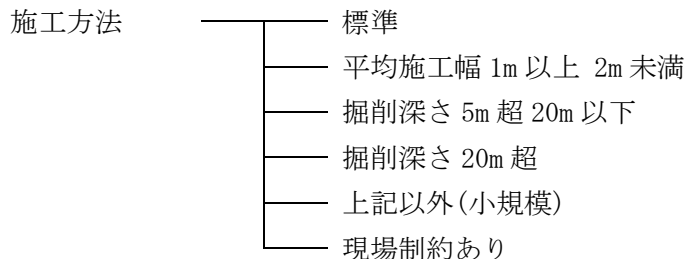 施工方法 標準
平均施工幅 1m 以上 2m 未満
掘削深さ 5m 超 20m 以下
掘削深さ 20m 超
上記以外(小規模)
現場制約あり